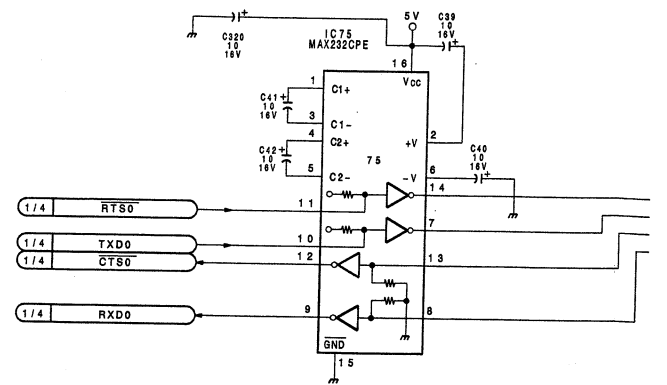 5V
C39
10
16V
C320
10
16V
IC75
MAX232CPE
16
Vcc
1
C1+
C41
10
16V
3
C1-
4
C2+
2
+V
C42
10
16V
75
C40
10
16V
5
C2-
6
-V
14
1/4 RTS0
11
7
1/4 TXD0
10
1/4 CTS0
12
13
1/4 RXD0
9
8
GND
15